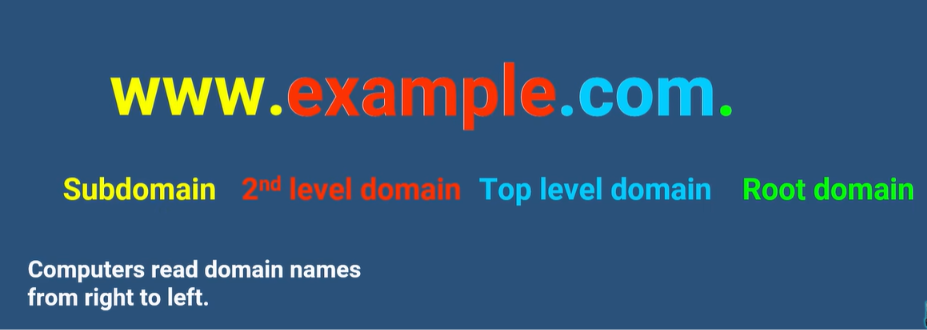 www.example.com.
Subdomain 2nd level domain Top level domain Root domain
Computers read domain names
from right to left.